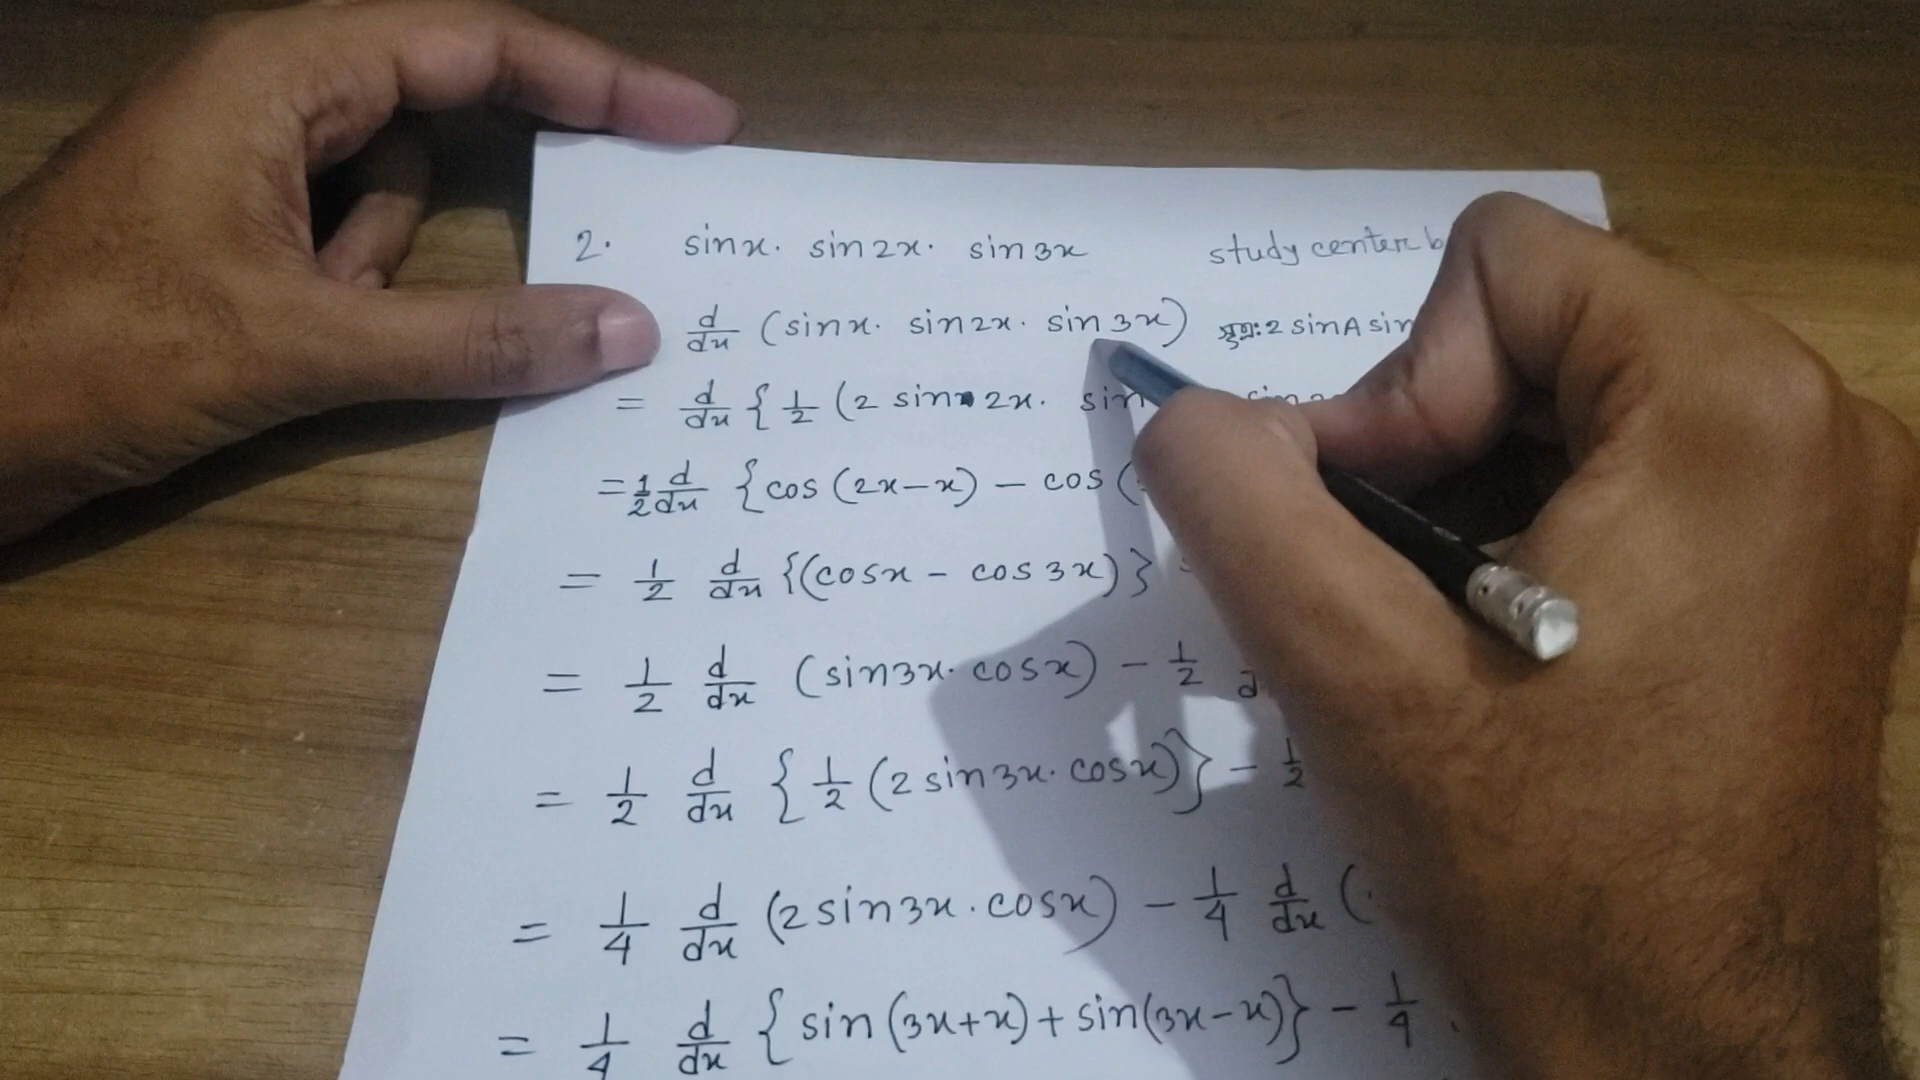 2. sinx. sin2x. sin3x study center b
d/dx (sinx. sin2x. sin3x) সূত্র: 2 sinA sin
= d/dx { 1/2 (2 sin 2x. sin
= 1/2 d/dx {cos (2x-x) - cos (
= 1/2 d/dx {(cosx - cos3x)}
= 1/2 d/dx (sin3x. cosx) - 1/2
= 1/2 d/dx { 1/2 (2 sin3x. cosx)} - 1/2
= 1/4 d/dx (2 sin3x. cosx) - 1/4 d/dx (
= 1/4 d/dx { sin (3x+x) + sin(3x-x)} - 1/4